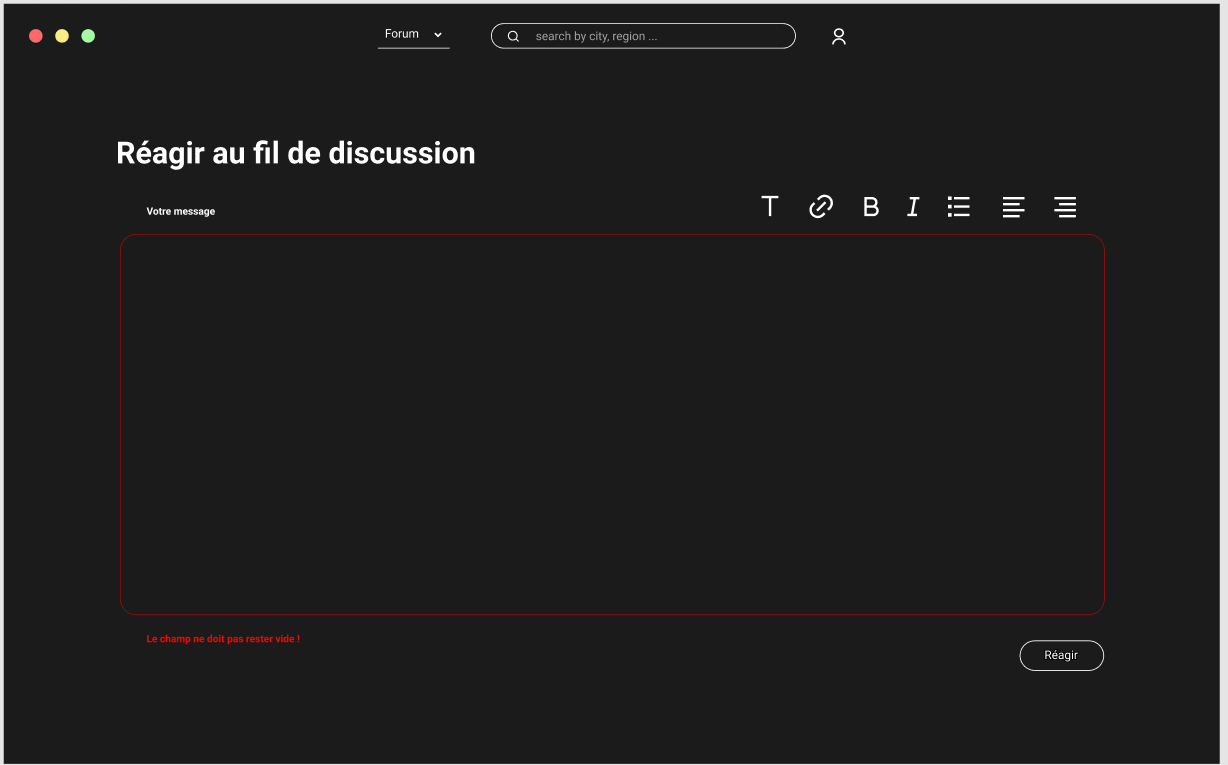 Forum
search by city, region ...
Réagir au fil de discussion
Votre message
Le champ ne doit pas rester vide !
Réagir